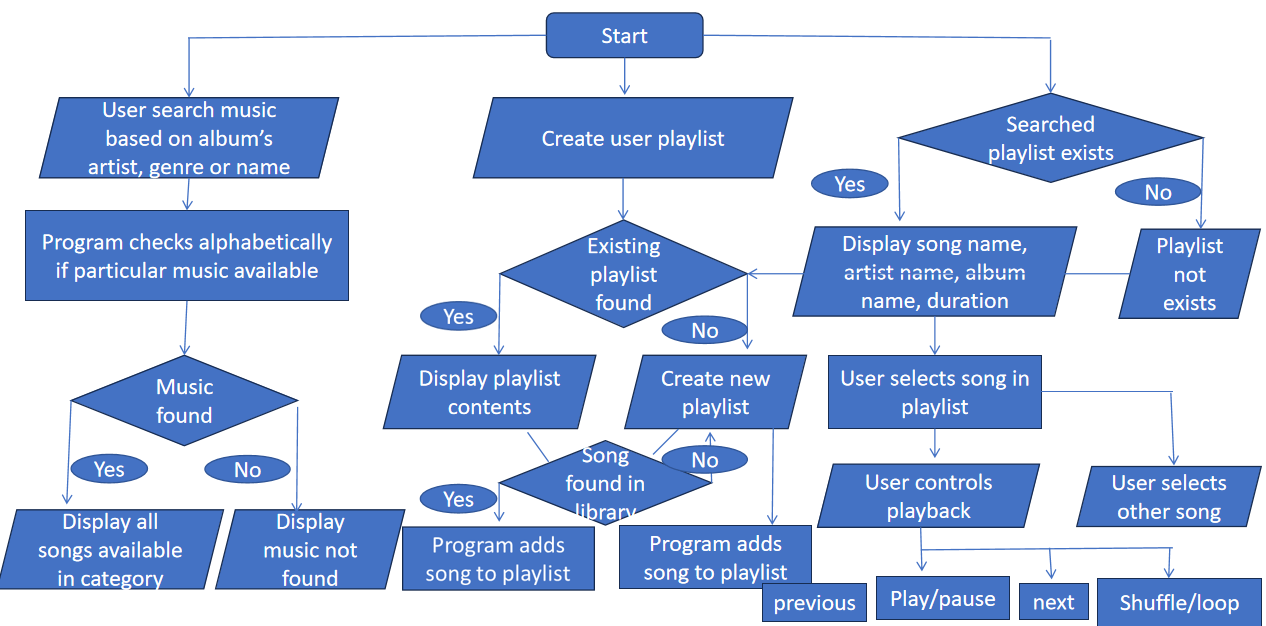 Start
User search music
based on album's
artist, genre or name
Create user playlist
Searched
playlist exists
Yes
No
Program checks alphabetically
if particular music available
Existing
playlist
found
Display song name,
artist name, album
name, duration
Playlist
not
exists
Yes
No
Music
found
Display playlist
contents
Create new
playlist
User selects song in
playlist
Yes
No
Song
found in
library
No
Yes
User controls
playback
User selects
other song
Display all
songs available
in category
Display
music not
found
Program adds
song to playlist
Program adds
song to playlist
previous
Play/pause
next
Shuffle/loop